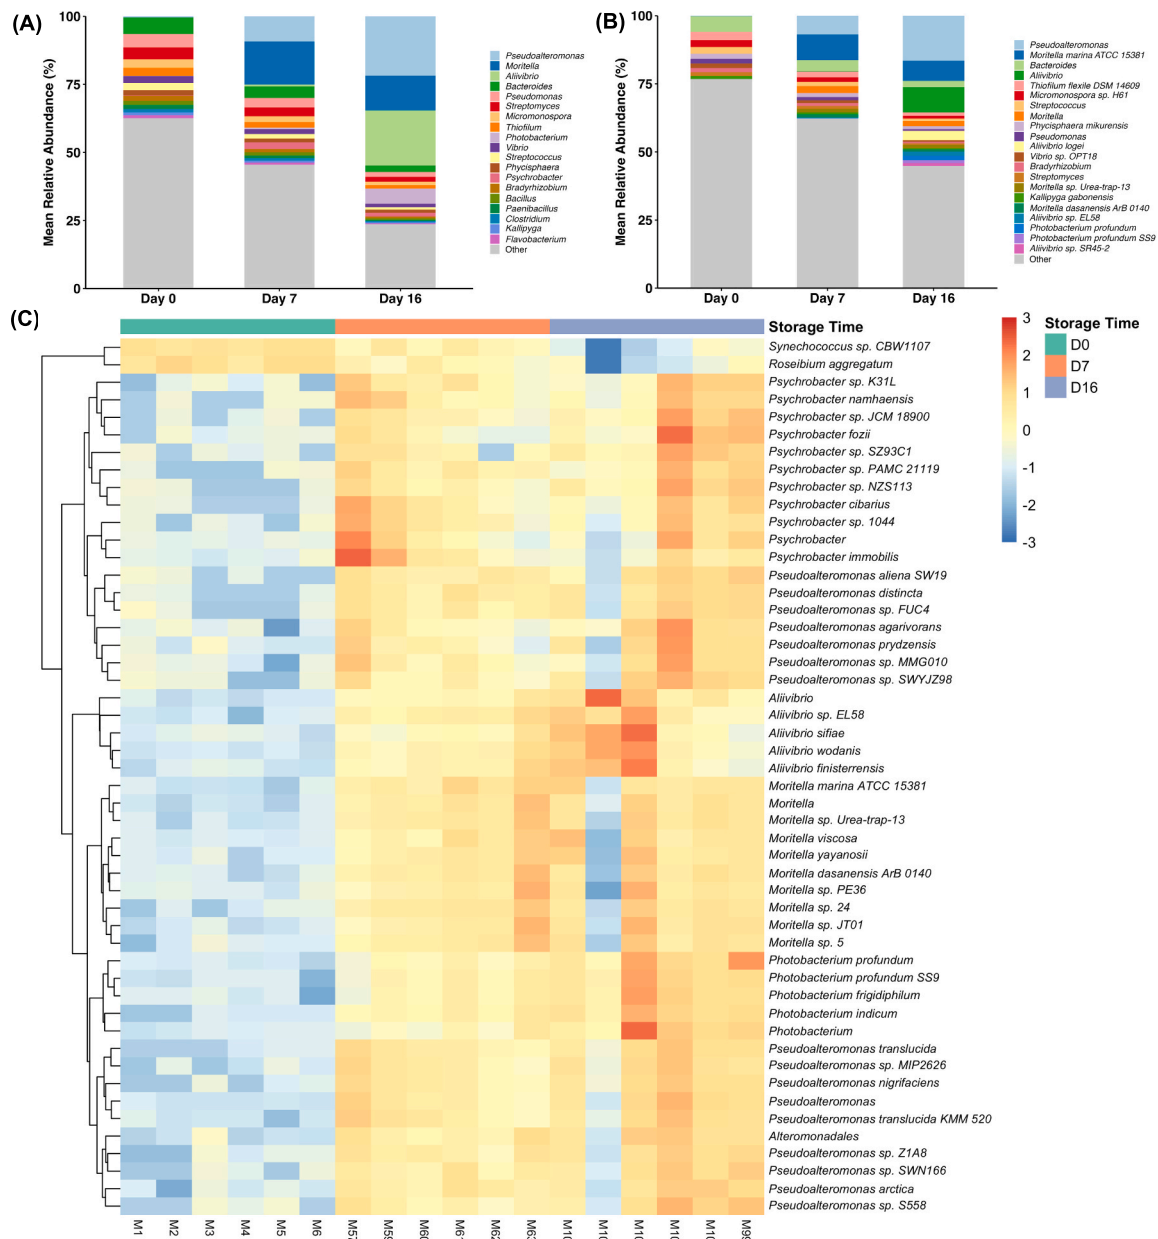 (A)
Mean Relative Abundance (%)
100
75
50
25
0
Day 0
Day 7
Day 16
Pseudoalteromonas
Moritella
Aliivibrio
Bacteroides
Pseudomonas
Streptomyces
Micromonospora
Thiofilum
Photobacterium
Vibrio
Streptococcus
Phycisphaera
Psychrobacter
Bradyrhizobium
Bacillus
Paenibacillus
Clostridium
Kallipyga
Flavobacterium
Other
(B)
Mean Relative Abundance (%)
100
75
50
25
0
Day 0
Day 7
Day 16
Pseudoalteromonas
Moritella marina ATCC 15381
Bacteroides
Aliivibrio
Thiofilum flexile DSM 14609
Micromonospora sp. H61
Streptococcus
Moritella
Phycisphaera mikurensis
Pseudomonas
Aliivibrio logei
Vibrio sp. OPT18
Bradyrhizobium
Streptomyces
Moritella sp. Urea-trap-13
Kallipyga gabonensis
Moritella dasanensis ArB 0140
Aliivibrio sp. EL58
Photobacterium profundum
Photobacterium profundum SS9
Aliivibrio sp. SR45-2
Other
(C)
Storage Time
Synechococcus sp. CBW1107
Roseibium aggregatum
Psychrobacter sp. K31L
Psychrobacter namhaensis
Psychrobacter sp. JCM 18900
Psychrobacter fozii
Psychrobacter sp. SZ93C1
Psychrobacter sp. PAMC 21119
Psychrobacter sp. NZS113
Psychrobacter cibarius
Psychrobacter sp. 1044
Psychrobacter
Psychrobacter immobilis
Pseudoalteromonas aliena SW19
Pseudoalteromonas distincta
Pseudoalteromonas sp. FUC4
Pseudoalteromonas agarivorans
Pseudoalteromonas prydzensis
Pseudoalteromonas sp. MMG010
Pseudoalteromonas sp. SWYJZ98
Aliivibrio
Aliivibrio sp. EL58
Aliivibrio sifiae
Aliivibrio wodanis
Aliivibrio finisterrensis
Moritella marina ATCC 15381
Moritella
Moritella sp. Urea-trap-13
Moritella viscosa
Moritella yayanosii
Moritella dasanensis ArB 0140
Moritella sp. PE36
Moritella sp. 24
Moritella sp. JT01
Moritella sp. 5
Photobacterium profundum
Photobacterium profundum SS9
Photobacterium frigidiphilum
Photobacterium indicum
Photobacterium
Pseudoalteromonas translucida
Pseudoalteromonas sp. MIP2626
Pseudoalteromonas nigrifaciens
Pseudoalteromonas
Pseudoalteromonas translucida KMM 520
Alteromonadales
Pseudoalteromonas sp. Z1A8
Pseudoalteromonas sp. SWN166
Pseudoalteromonas arctica
Pseudoalteromonas sp. S558
M1
M2
M3
M4
M5
M6
M57
M59
M60
M61
M62
M63
M10
M10
M10
M10
M10
M99
3
2
1
0
-1
-2
-3
Storage Time
D0
D7
D16